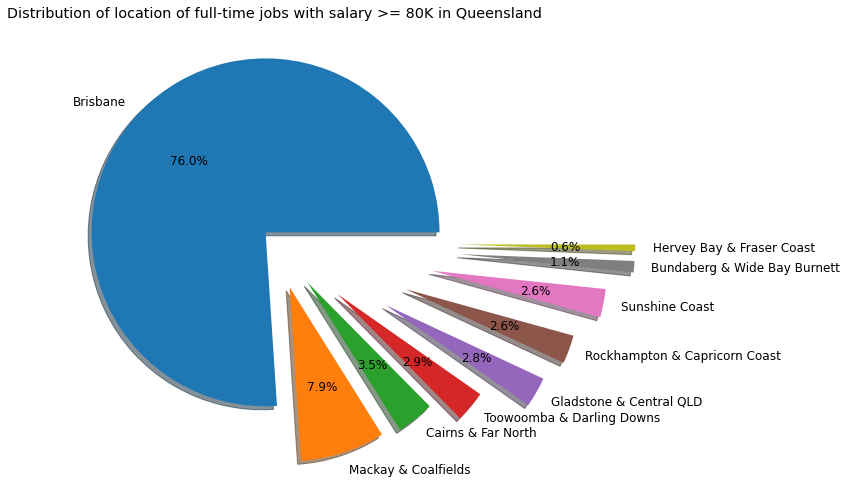 Distribution of location of full-time jobs with salary >= 80K in Queensland
Brisbane
76.0%
0.6%
Hervey Bay & Fraser Coast
1.1%
Bundaberg & Wide Bay Burnett
2.6%
Sunshine Coast
2.6%
Rockhampton & Capricorn Coast
2.8%
Gladstone & Central QLD
2.9%
Toowoomba & Darling Downs
3.5%
Cairns & Far North
7.9%
Mackay & Coalfields